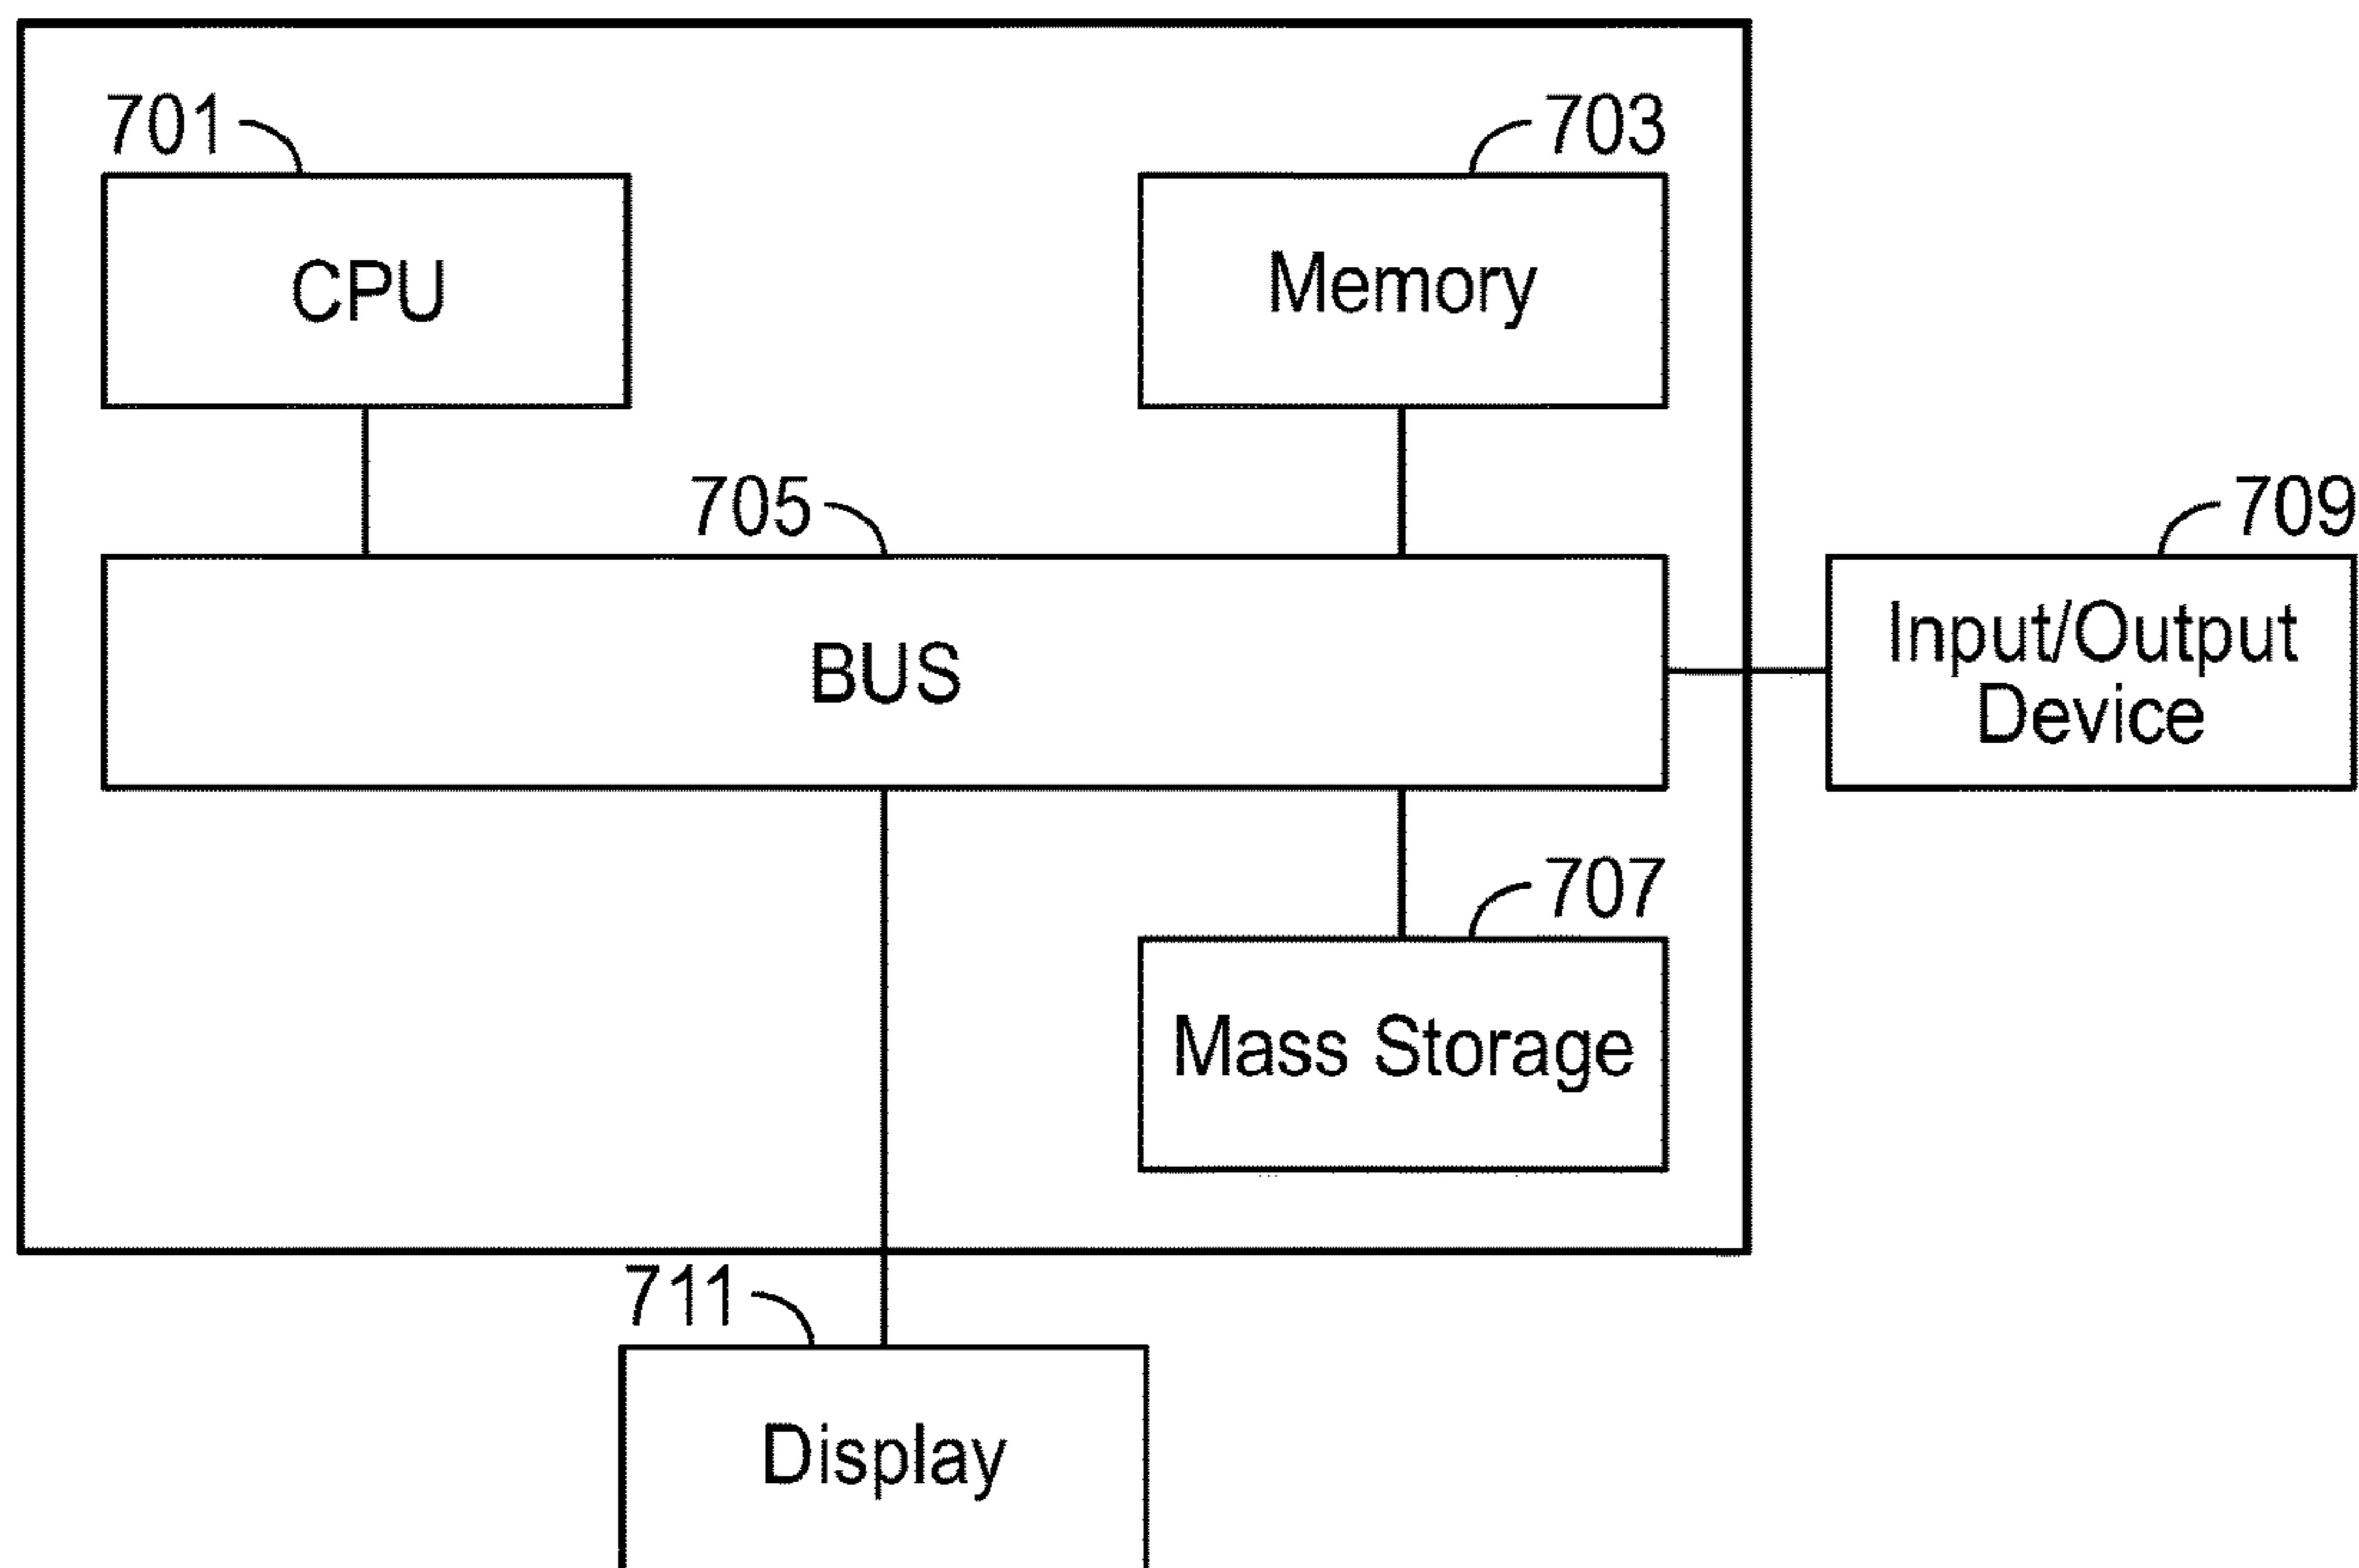 701
703
CPU
Memory
705
709
BUS
Input/Output
Device
707
Mass Storage
711
Display